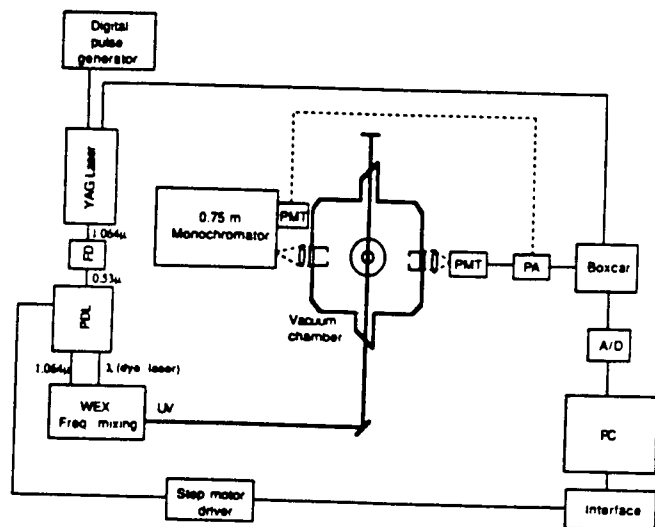 Digital
pulse
generator
YAG Laser
1.064μ
FD
0.53μ
PDL
1.064μ
λ (dye laser)
WEX
Freq. mixing
UV
0.75 m
Monochromator
PMT
Vacuum
chamber
PMT
PA
Boxcar
A/D
PC
Interface
Step motor
driver